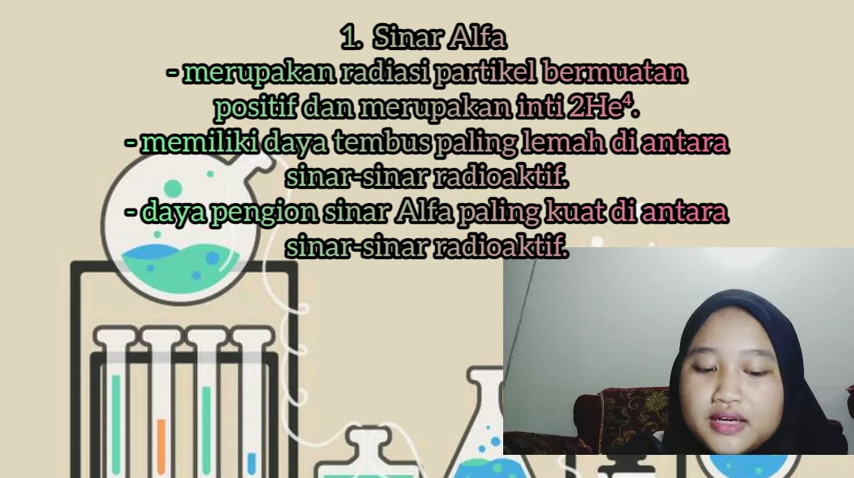 1. Sinar Alfa
- merupakan radiasi partikel bermuatan
positif dan merupakan inti 2He⁴.
- memiliki daya tembus paling lemah di antara
sinar-sinar radioaktif.
- daya pengion sinar Alfa paling kuat di antara
sinar-sinar radioaktif.